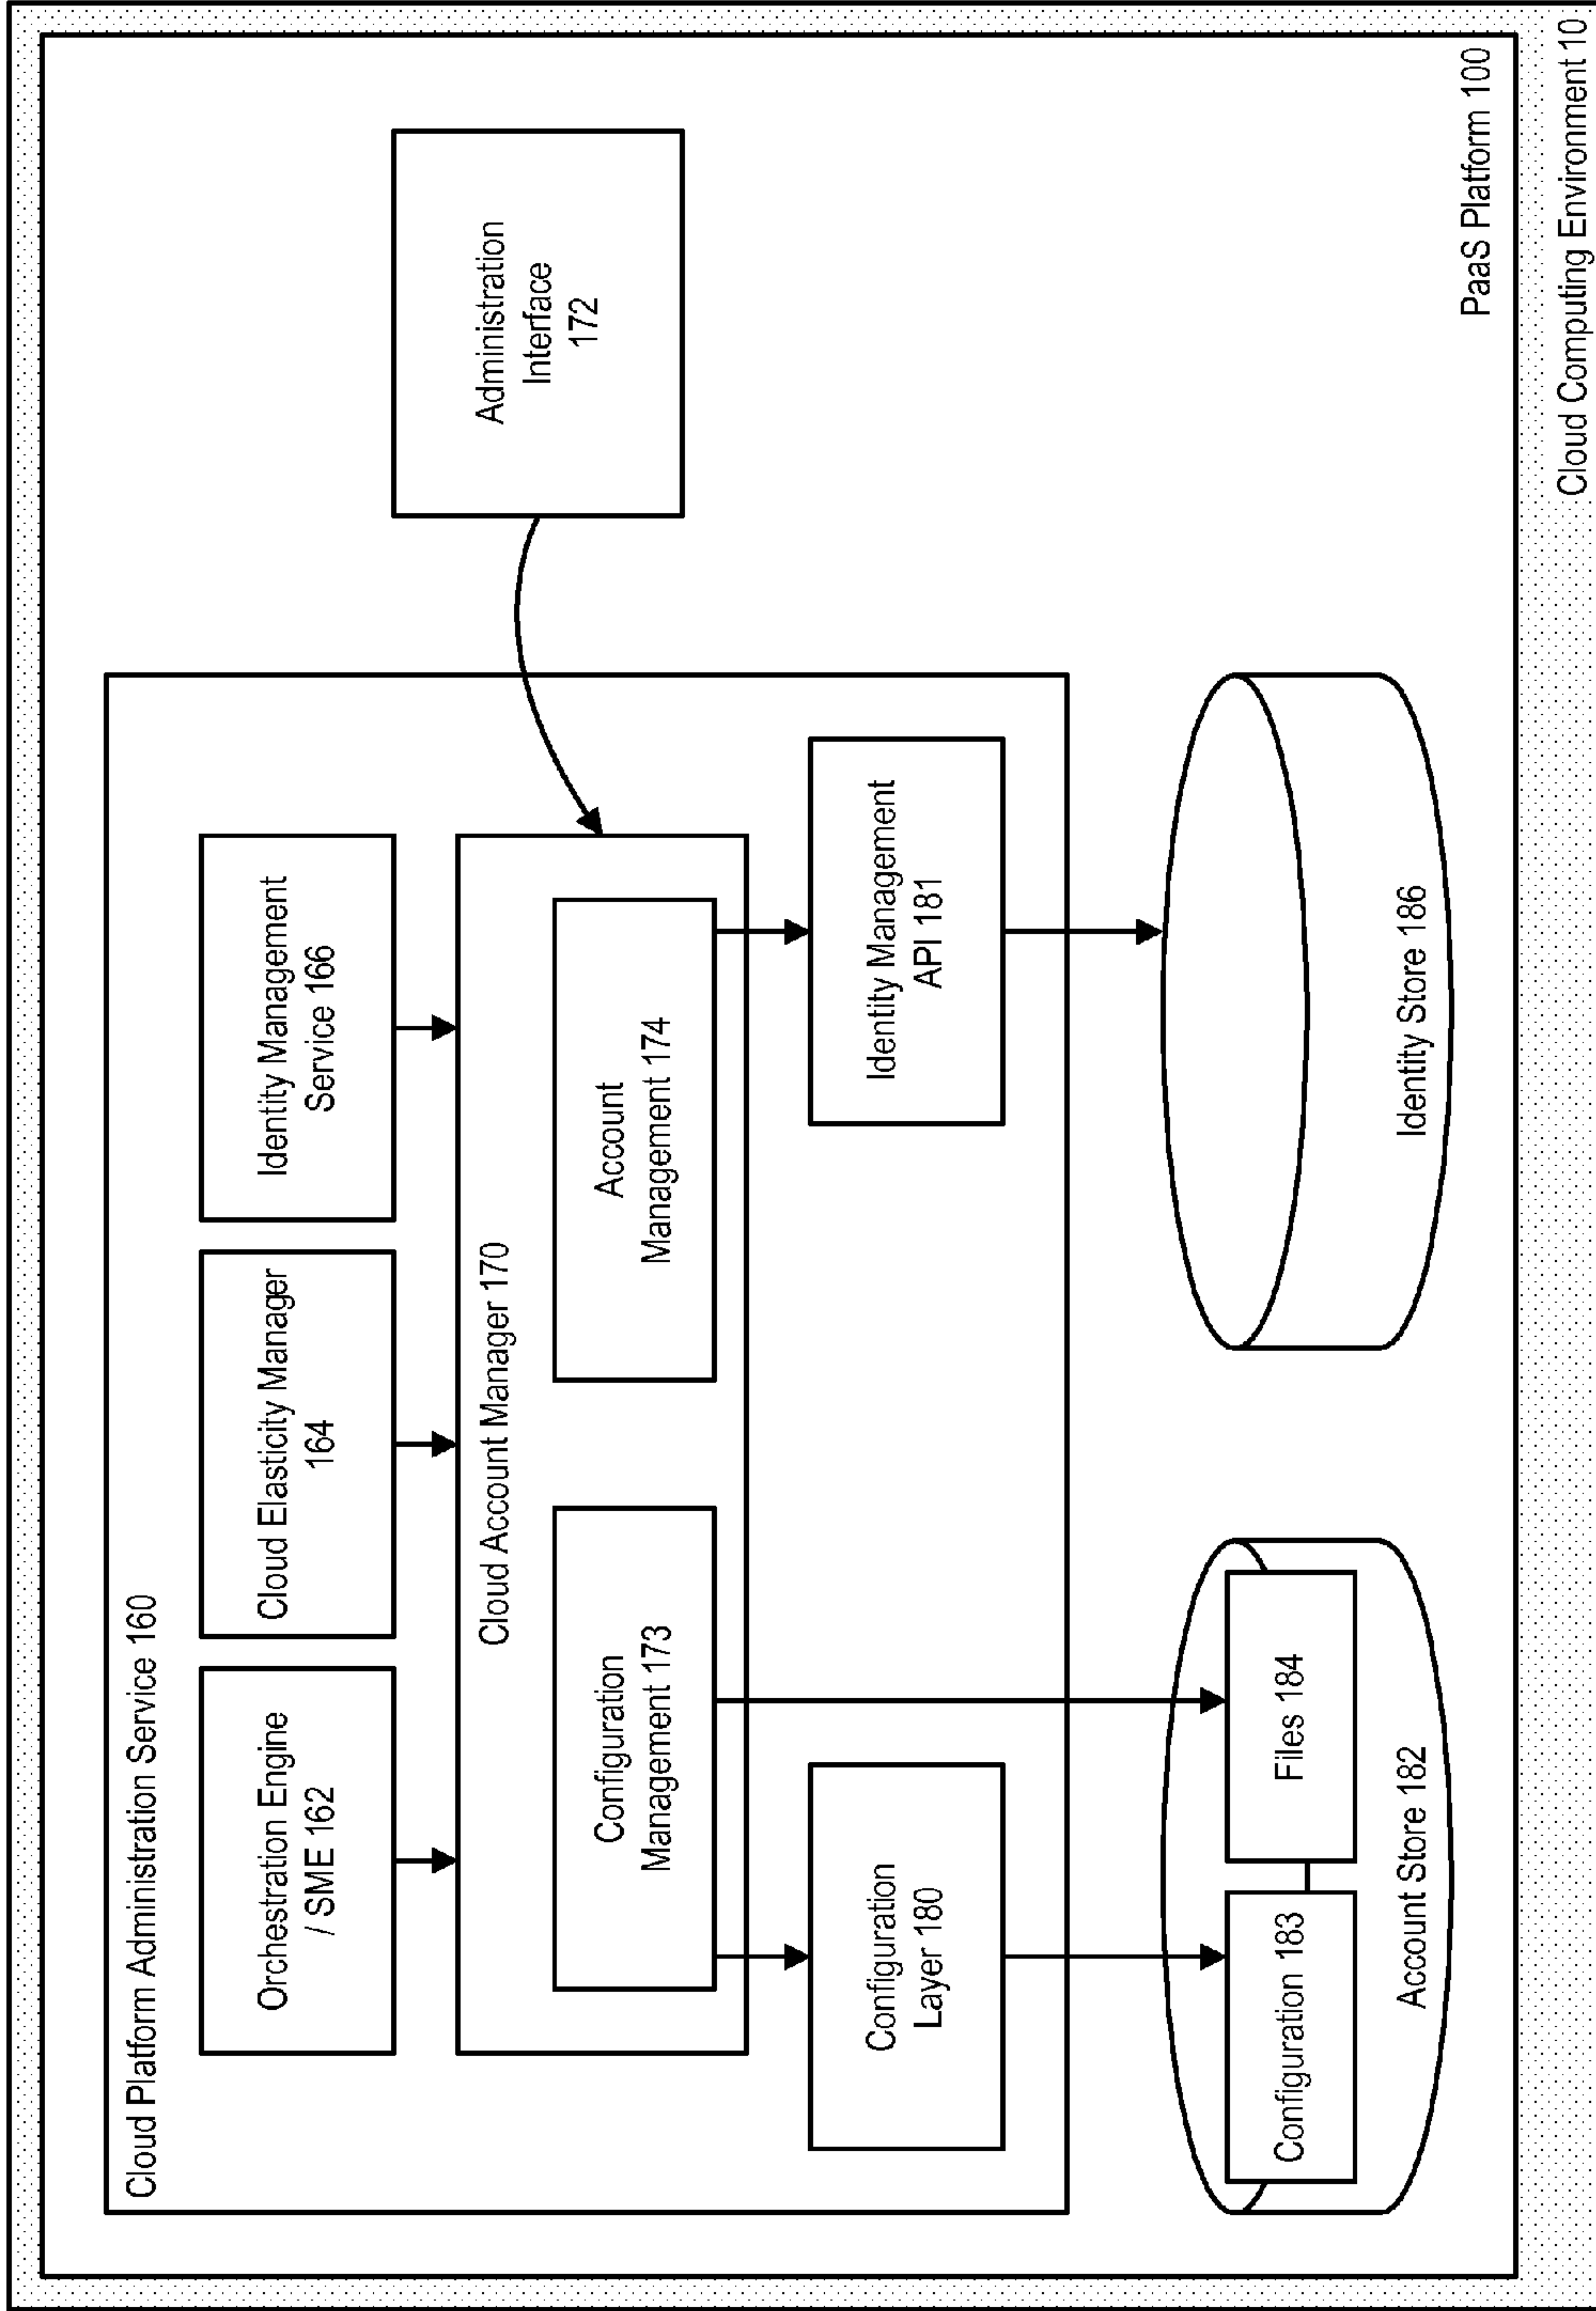 Cloud Platform Administration Service 160
Orchestration Engine
/ SME 162
Cloud Elasticity Manager
164
Identity Management
Service 166
Cloud Account Manager 170
Administration
Interface
172
Configuration
Management 173
Account
Management 174
Configuration
Layer 180
Identity Management
API 181
Configuration 183
Files 184
Account Store 182
Identity Store 186
PaaS Platform 100
Cloud Computing Environment 10